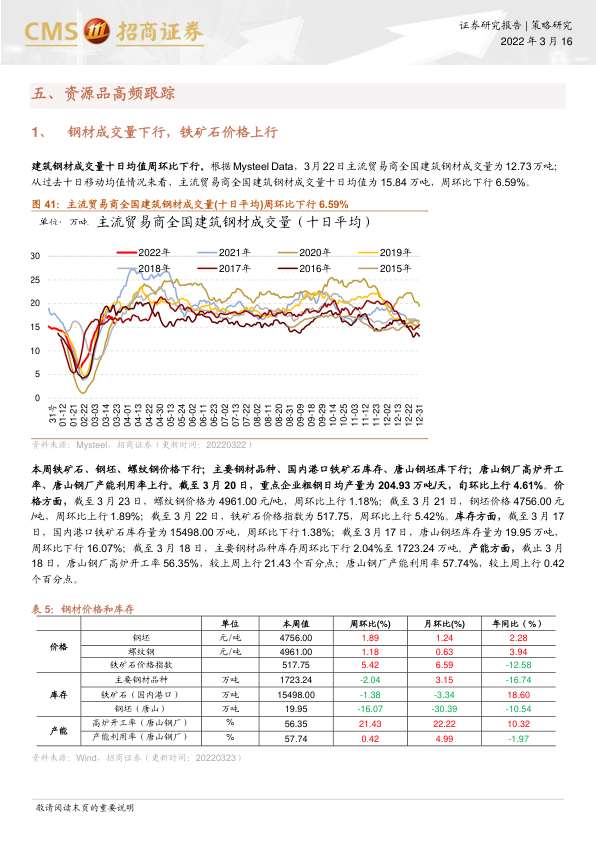 CMS 招商证券
证券研究报告 | 策略研究
2022 年 3 月 16
五、资源品高频跟踪
1、 钢材成交量下行，铁矿石价格上行
建筑钢材成交量十日均值周环比下行。根据 Mysteel Data，3 月 22 日主流贸易商全国建筑钢材成交量为 12.73 万吨；
从过去十日移动均值情况来看，主流贸易商全国建筑钢材成交量十日均值为 15.84 万吨，周环比下行 6.59%。
图 41：主流贸易商全国建筑钢材成交量(十日平均)周环比下行 6.59%
单位：万吨 主流贸易商全国建筑钢材成交量（十日平均）
2022年 2021年 2020年 2019年
2018年 2017年 2016年 2015年
30
25
20
15
10
5
0
01-12 01-21 02-22 03-03 03-14 03-23 04-01 04-13 04-22 04-30 05-13 05-23 06-02 06-11 06-23 07-02 07-13 07-22 08-02 08-11 08-20 08-31 09-09 09-18 09-29 10-14 10-25 11-03 11-12 11-23 12-02 12-13 12-22 12-31
资料来源：Mysteel，招商证券（更新时间：20220322）
本周铁矿石、钢坯、螺纹钢价格下行；主要钢材品种、国内港口铁矿石库存、唐山钢坯库下行；唐山钢厂高炉开工
率、唐山钢厂产能利用率上行。截至 3 月 20 日，重点企业粗钢日均产量为 204.93 万吨/天，旬环比上行 4.61%。价
格方面，截至 3 月 23 日，螺纹钢价格为 4961.00 元/吨，周环比上行 1.18%；截至 3 月 21 日，钢坯价格 4756.00 元
/吨，周环比上行 1.89%；截至 3 月 22 日，铁矿石价格指数为 517.75，周环比上行 5.42%。库存方面，截至 3 月 17
日，国内港口铁矿石库存量为 15498.00 万吨，周环比下行 1.38%；截至 3 月 17 日，唐山钢坯库存量为 19.95 万吨，
周环比下行 16.07%；截至 3 月 18 日，主要钢材品种库存周环比下行 2.04%至 1723.24 万吨。产能方面，截止 3 月
18 日，唐山钢厂高炉开工率 56.35%，较上周上行 21.43 个百分点；唐山钢厂产能利用率 57.74%，较上周上行 0.42
个百分点。
表 5：钢材价格和库存
单位 本周值 周环比(%) 月环比(%) 年同比（%）
价格 钢坯 元/吨 4756.00 1.89 1.24 2.28
螺纹钢 元/吨 4961.00 1.18 0.63 3.94
铁矿石价格指数 517.75 5.42 6.59 -12.58
库存 主要钢材品种 万吨 1723.24 -2.04 3.15 -16.74
铁矿石（国内港口） 万吨 15498.00 -1.38 -3.34 18.60
钢坯（唐山） 万吨 19.95 -16.07 -30.39 -10.54
产能 高炉开工率（唐山钢厂） % 56.35 21.43 22.22 10.32
产能利用率（唐山钢厂） % 57.74 0.42 4.99 -1.97
资料来源：Wind，招商证券（更新时间：20220323）
敬请阅读末页的重要说明